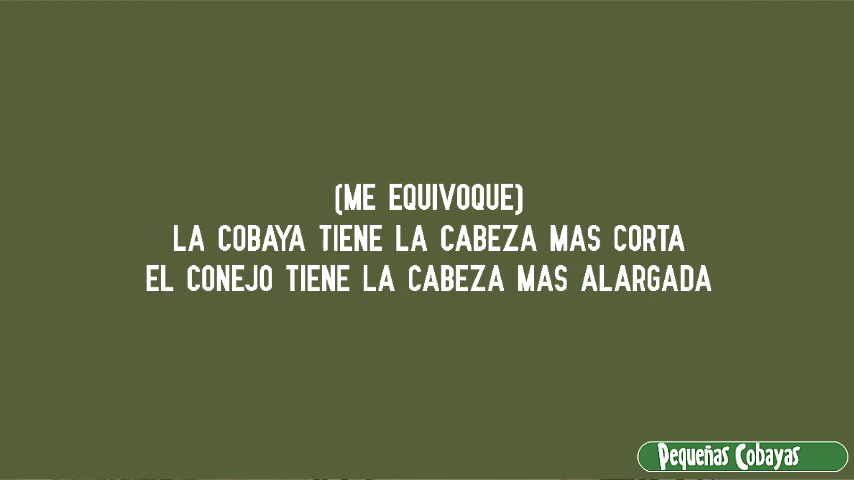 (ME EQUIVOQUE)
LA COBAYA TIENE LA CABEZA MAS CORTA
EL CONEJO TIENE LA CABEZA MAS ALARGADA
Pequeñas Cobayas